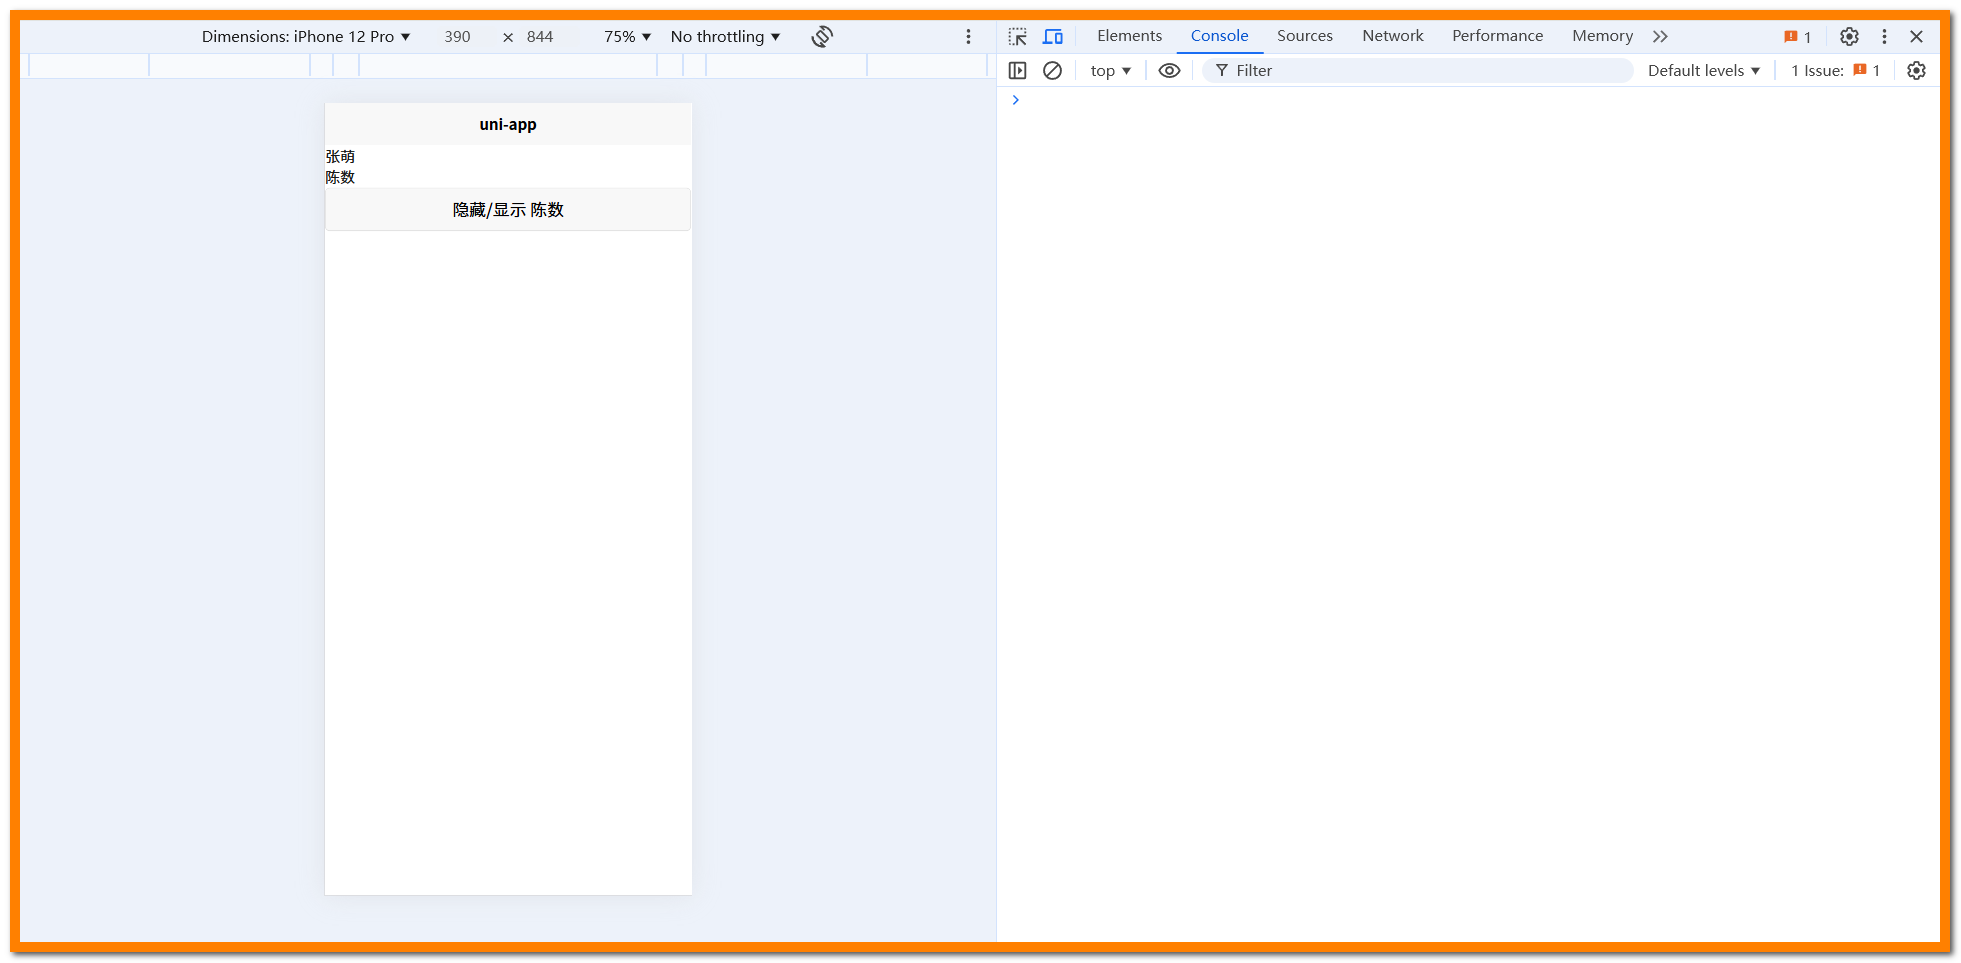 Dimensions: iPhone 12 Pro ▼ 390 × 844 75% ▼ No throttling ▼
Elements Console Sources Network Performance Memory 1
top ▼ Filter Default levels ▼ 1 Issue: 1
uni-app
张萌
陈数
隐藏/显示 陈数